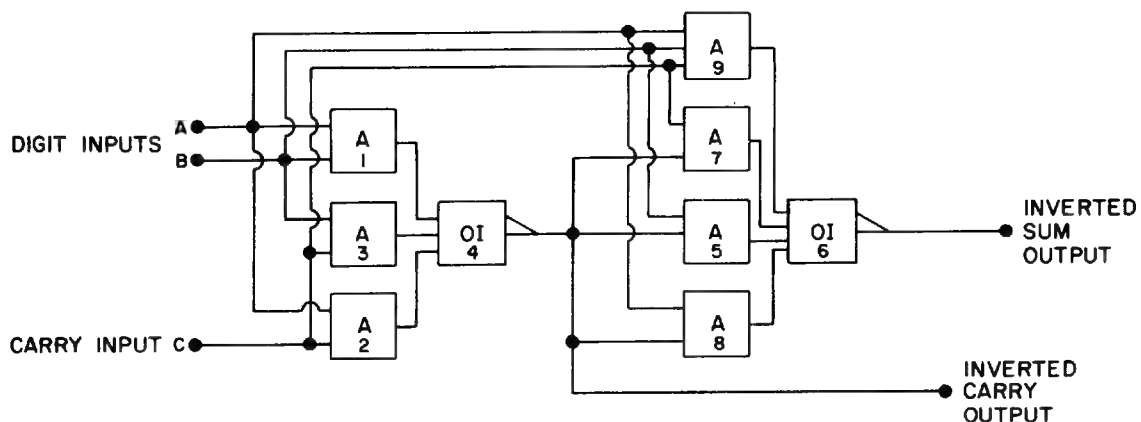 DIGIT INPUTS
A
B
CARRY INPUT C
A
1
A
3
A
2
OI
4
A
9
A
7
A
5
A
8
OI
6
INVERTED
SUM
OUTPUT
INVERTED
CARRY
OUTPUT